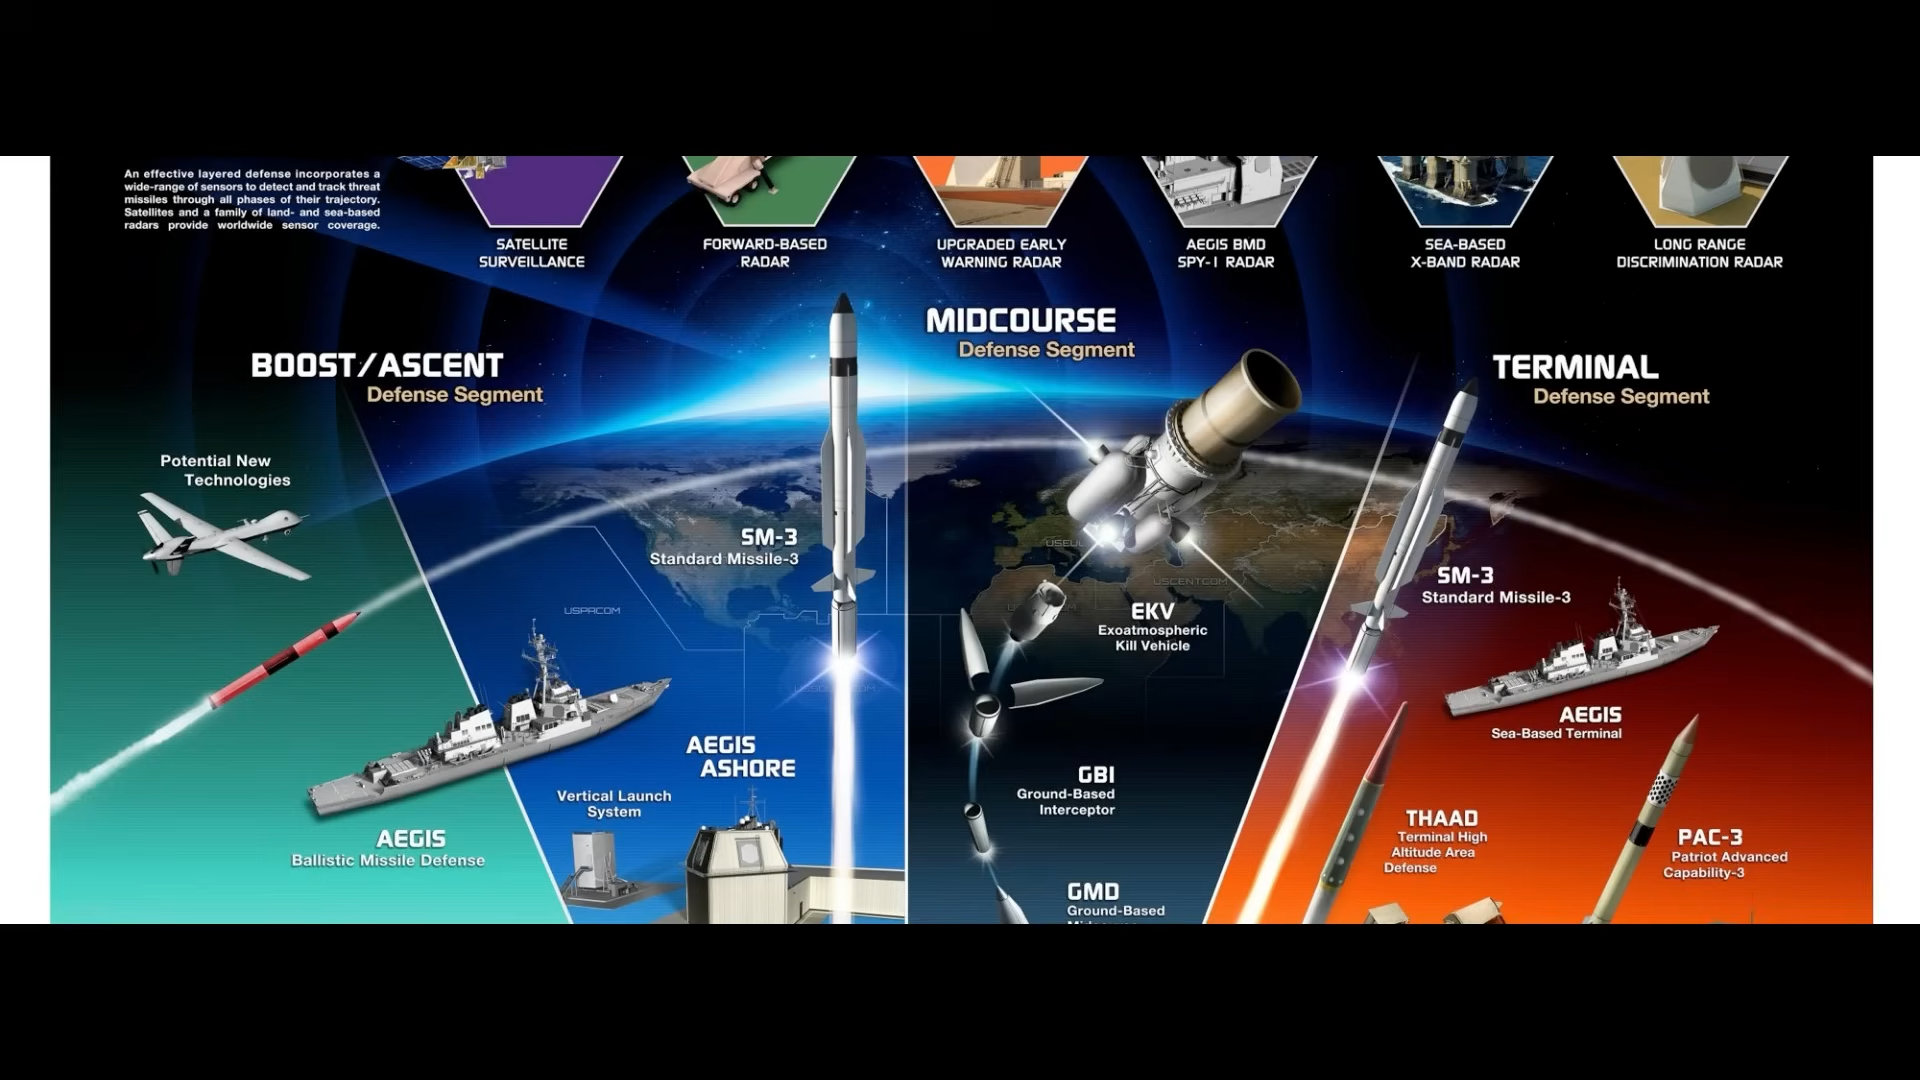 An effective layered defense incorporates a
wide-range of sensors to detect and track threat
missiles through all phases of their trajectory.
Satellites and a family of land- and sea-based
radars provide worldwide sensor coverage.
SATELLITE
SURVEILLANCE
FORWARD-BASED
RADAR
UPGRADED EARLY
WARNING RADAR
AEGIS BMD
SPY-1 RADAR
SEA-BASED
X-BAND RADAR
LONG RANGE
DISCRIMINATION RADAR
BOOST/ASCENT
Defense Segment
MIDCOURSE
Defense Segment
TERMINAL
Defense Segment
Potential New
Technologies
AEGIS
Ballistic Missile Defense
USPACOM
SM-3
Standard Missile-3
AEGIS
ASHORE
Vertical Launch
System
USCENTCOM
EKV
Exoatmospheric
Kill Vehicle
GBI
Ground-Based
Interceptor
GMD
Ground-Based
SM-3
Standard Missile-3
AEGIS
Sea-Based Terminal
THAAD
Terminal High
Altitude Area
Defense
PAC-3
Patriot Advanced
Capability-3